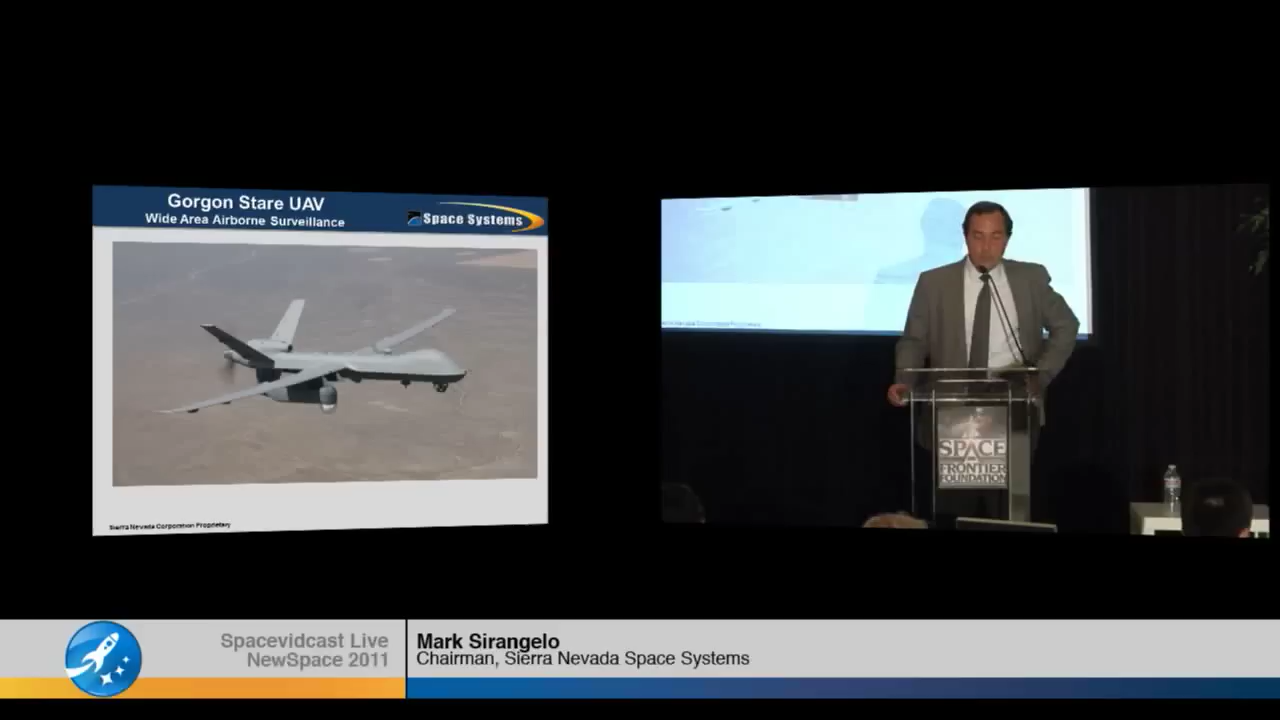 Gorgon Stare UAV
Wide Area Airborne Surveillance
Space Systems
Sierra Nevada Corporation Proprietary
SPACE
FRONTIER
FOUNDATION
Spacevidcast Live
NewSpace 2011
Mark Sirangelo
Chairman, Sierra Nevada Space Systems